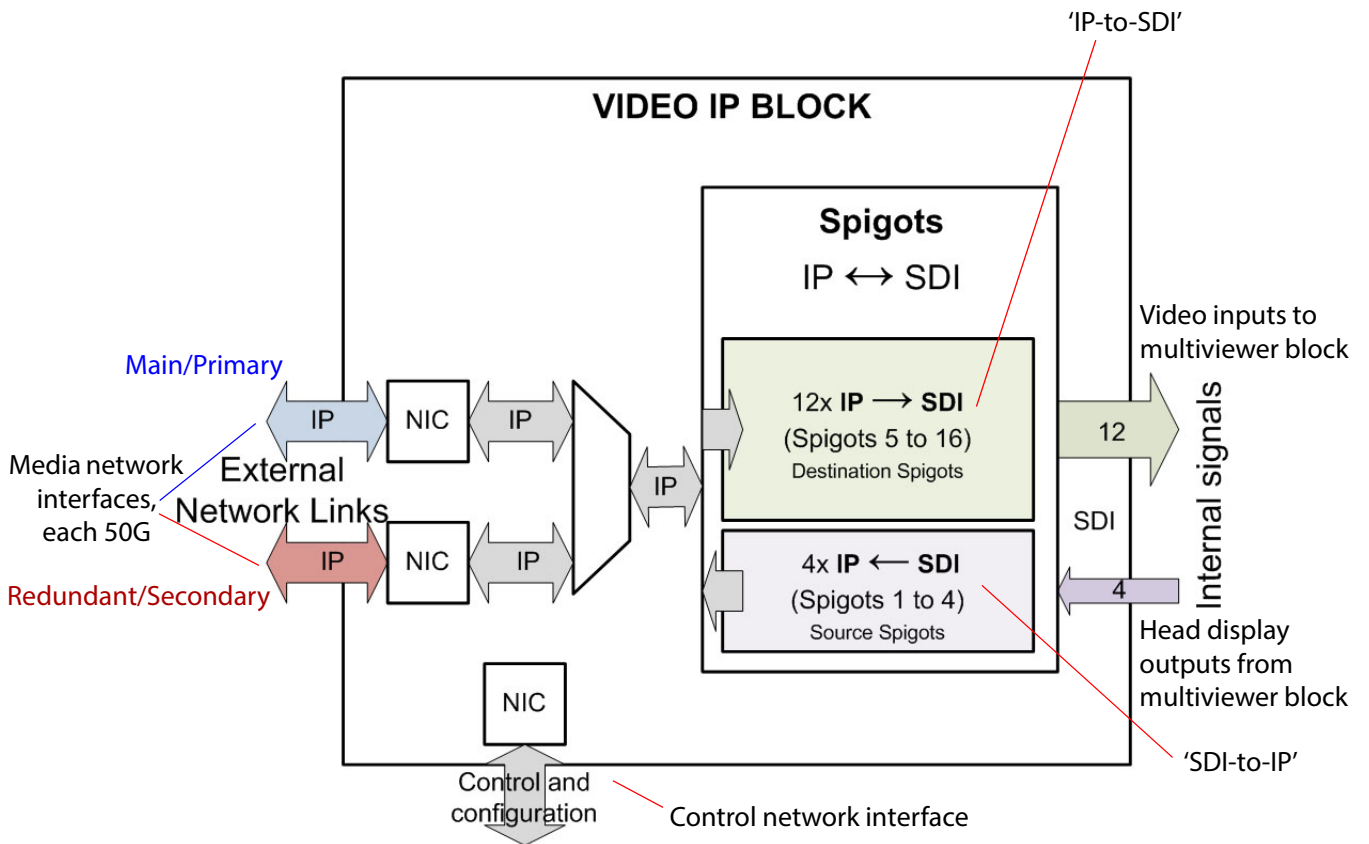 ‘IP-to-SDI’
VIDEO IP BLOCK
Spigots
IP ↔ SDI
Video inputs to
multiviewer block
Main/Primary
12x IP → SDI
(Spigots 5 to 16)
Destination Spigots
IP
NIC
IP
12
Media network
interfaces,
each 50G
External
Network Links
IP
SDI
Internal signals
IP
NIC
IP
4x IP ← SDI
(Spigots 1 to 4)
Source Spigots
4
Redundant/Secondary
Head display
outputs from
multiviewer block
NIC
‘SDI-to-IP’
Control and
configuration
Control network interface